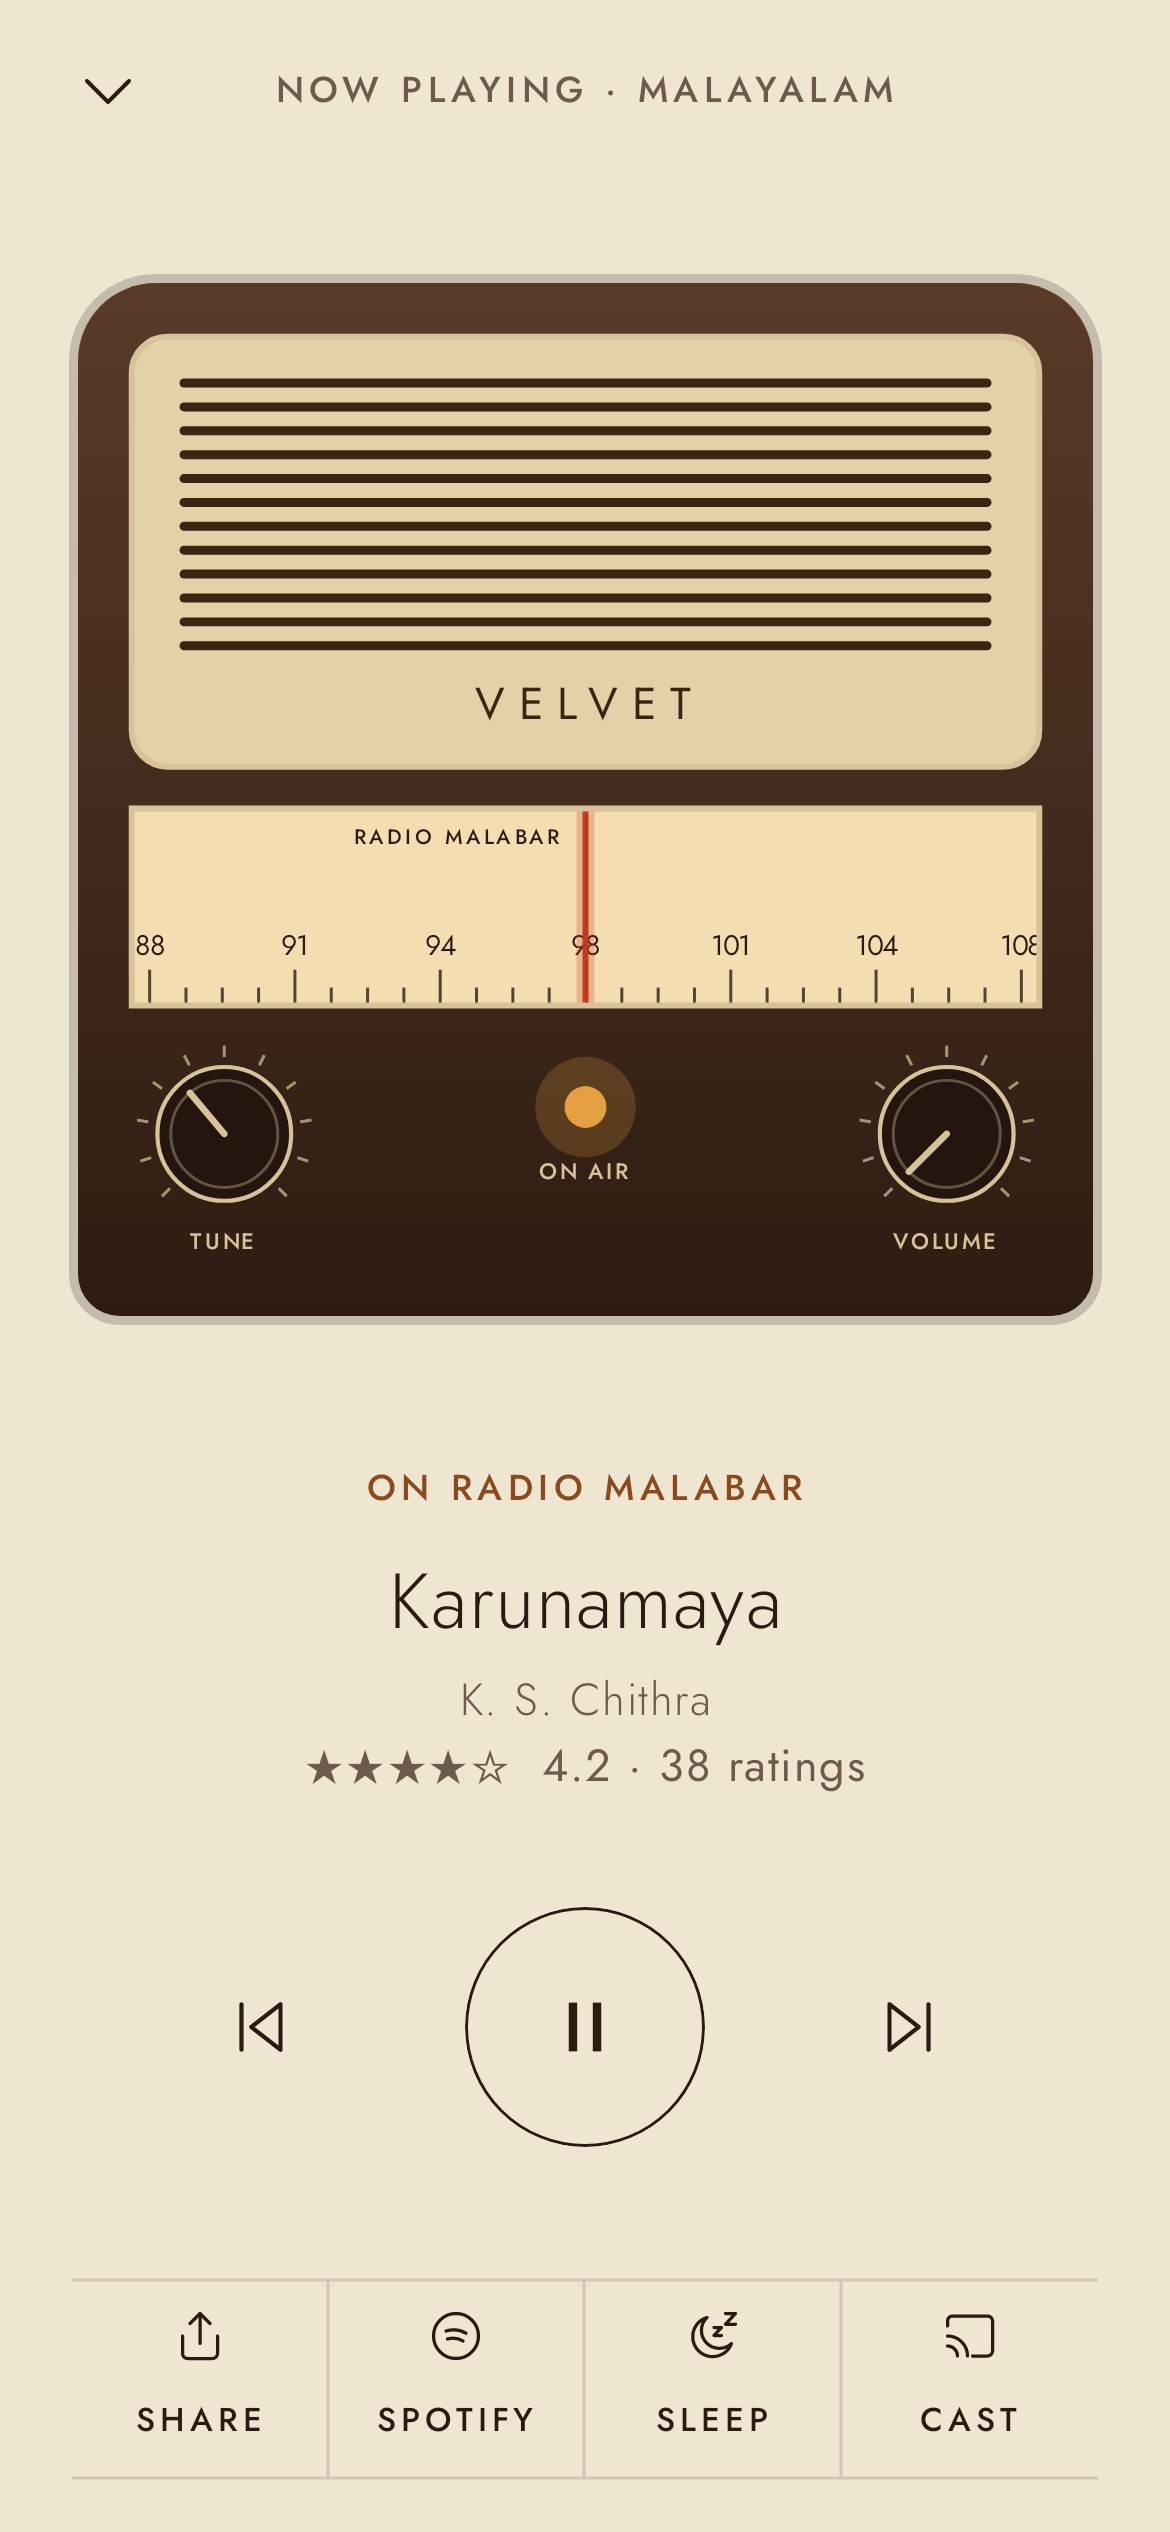 NOW PLAYING · MALAYALAM
VELVET
RADIO MALABAR
88 91 94 98 101 104 108
ON AIR
TUNE VOLUME
ON RADIO MALABAR
Karunamaya
K. S. Chithra
★★★★☆ 4.2 · 38 ratings
SHARE SPOTIFY SLEEP CAST